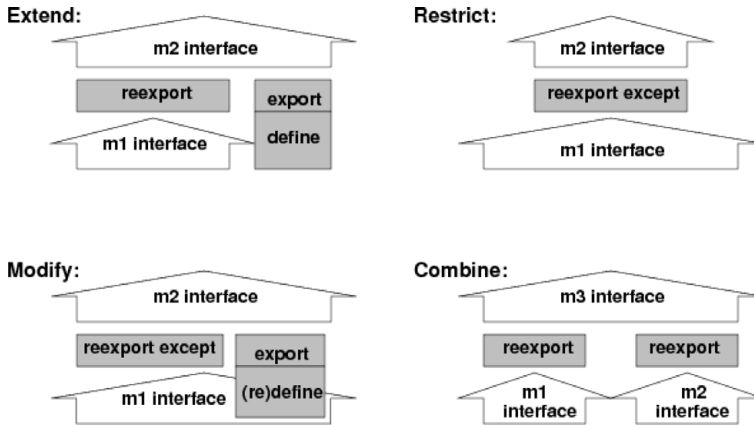 Extend:
m2 interface
reexport
export
define
m1 interface
Restrict:
m2 interface
reexport except
m1 interface
Modify:
m2 interface
reexport except
export
(re)define
m1 interface
Combine:
m3 interface
reexport
reexport
m1
interface
m2
interface